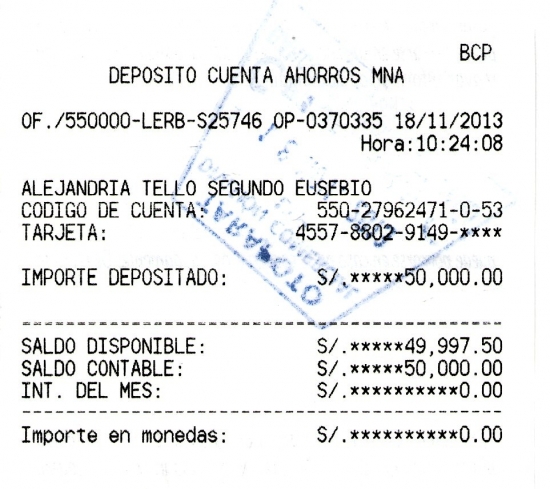 BCP
DEPOSITO CUENTA AHORROS MNA
OF./550000-LERB-S25746 OP-0370335 18/11/2013
Hora:10:24:08
ALEJANDRIA TELLO SEGUNDO EUSEBIO
CODIGO DE CUENTA: 550-27962471-0-53
TARJETA: 4557-8802-9149-****
IMPORTE DEPOSITADO: S/.*****50,000.00
SALDO DISPONIBLE: S/.*****49,997.50
SALDO CONTABLE: S/.*****50,000.00
INT. DEL MES: S/.**********0.00
Importe en monedas: S/.**********0.00